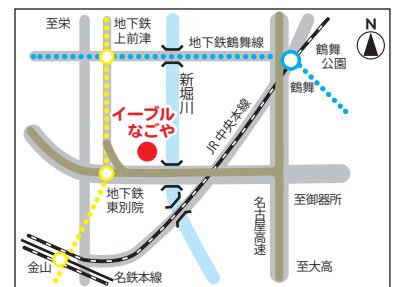 至栄
地下鉄
上前津
地下鉄鶴舞線
N
鶴舞
公園
鶴舞
新堀川
イーブル
なごや
JR中央本線
地下鉄
東別院
名古屋高速
至御器所
至大高
金山
名鉄本線